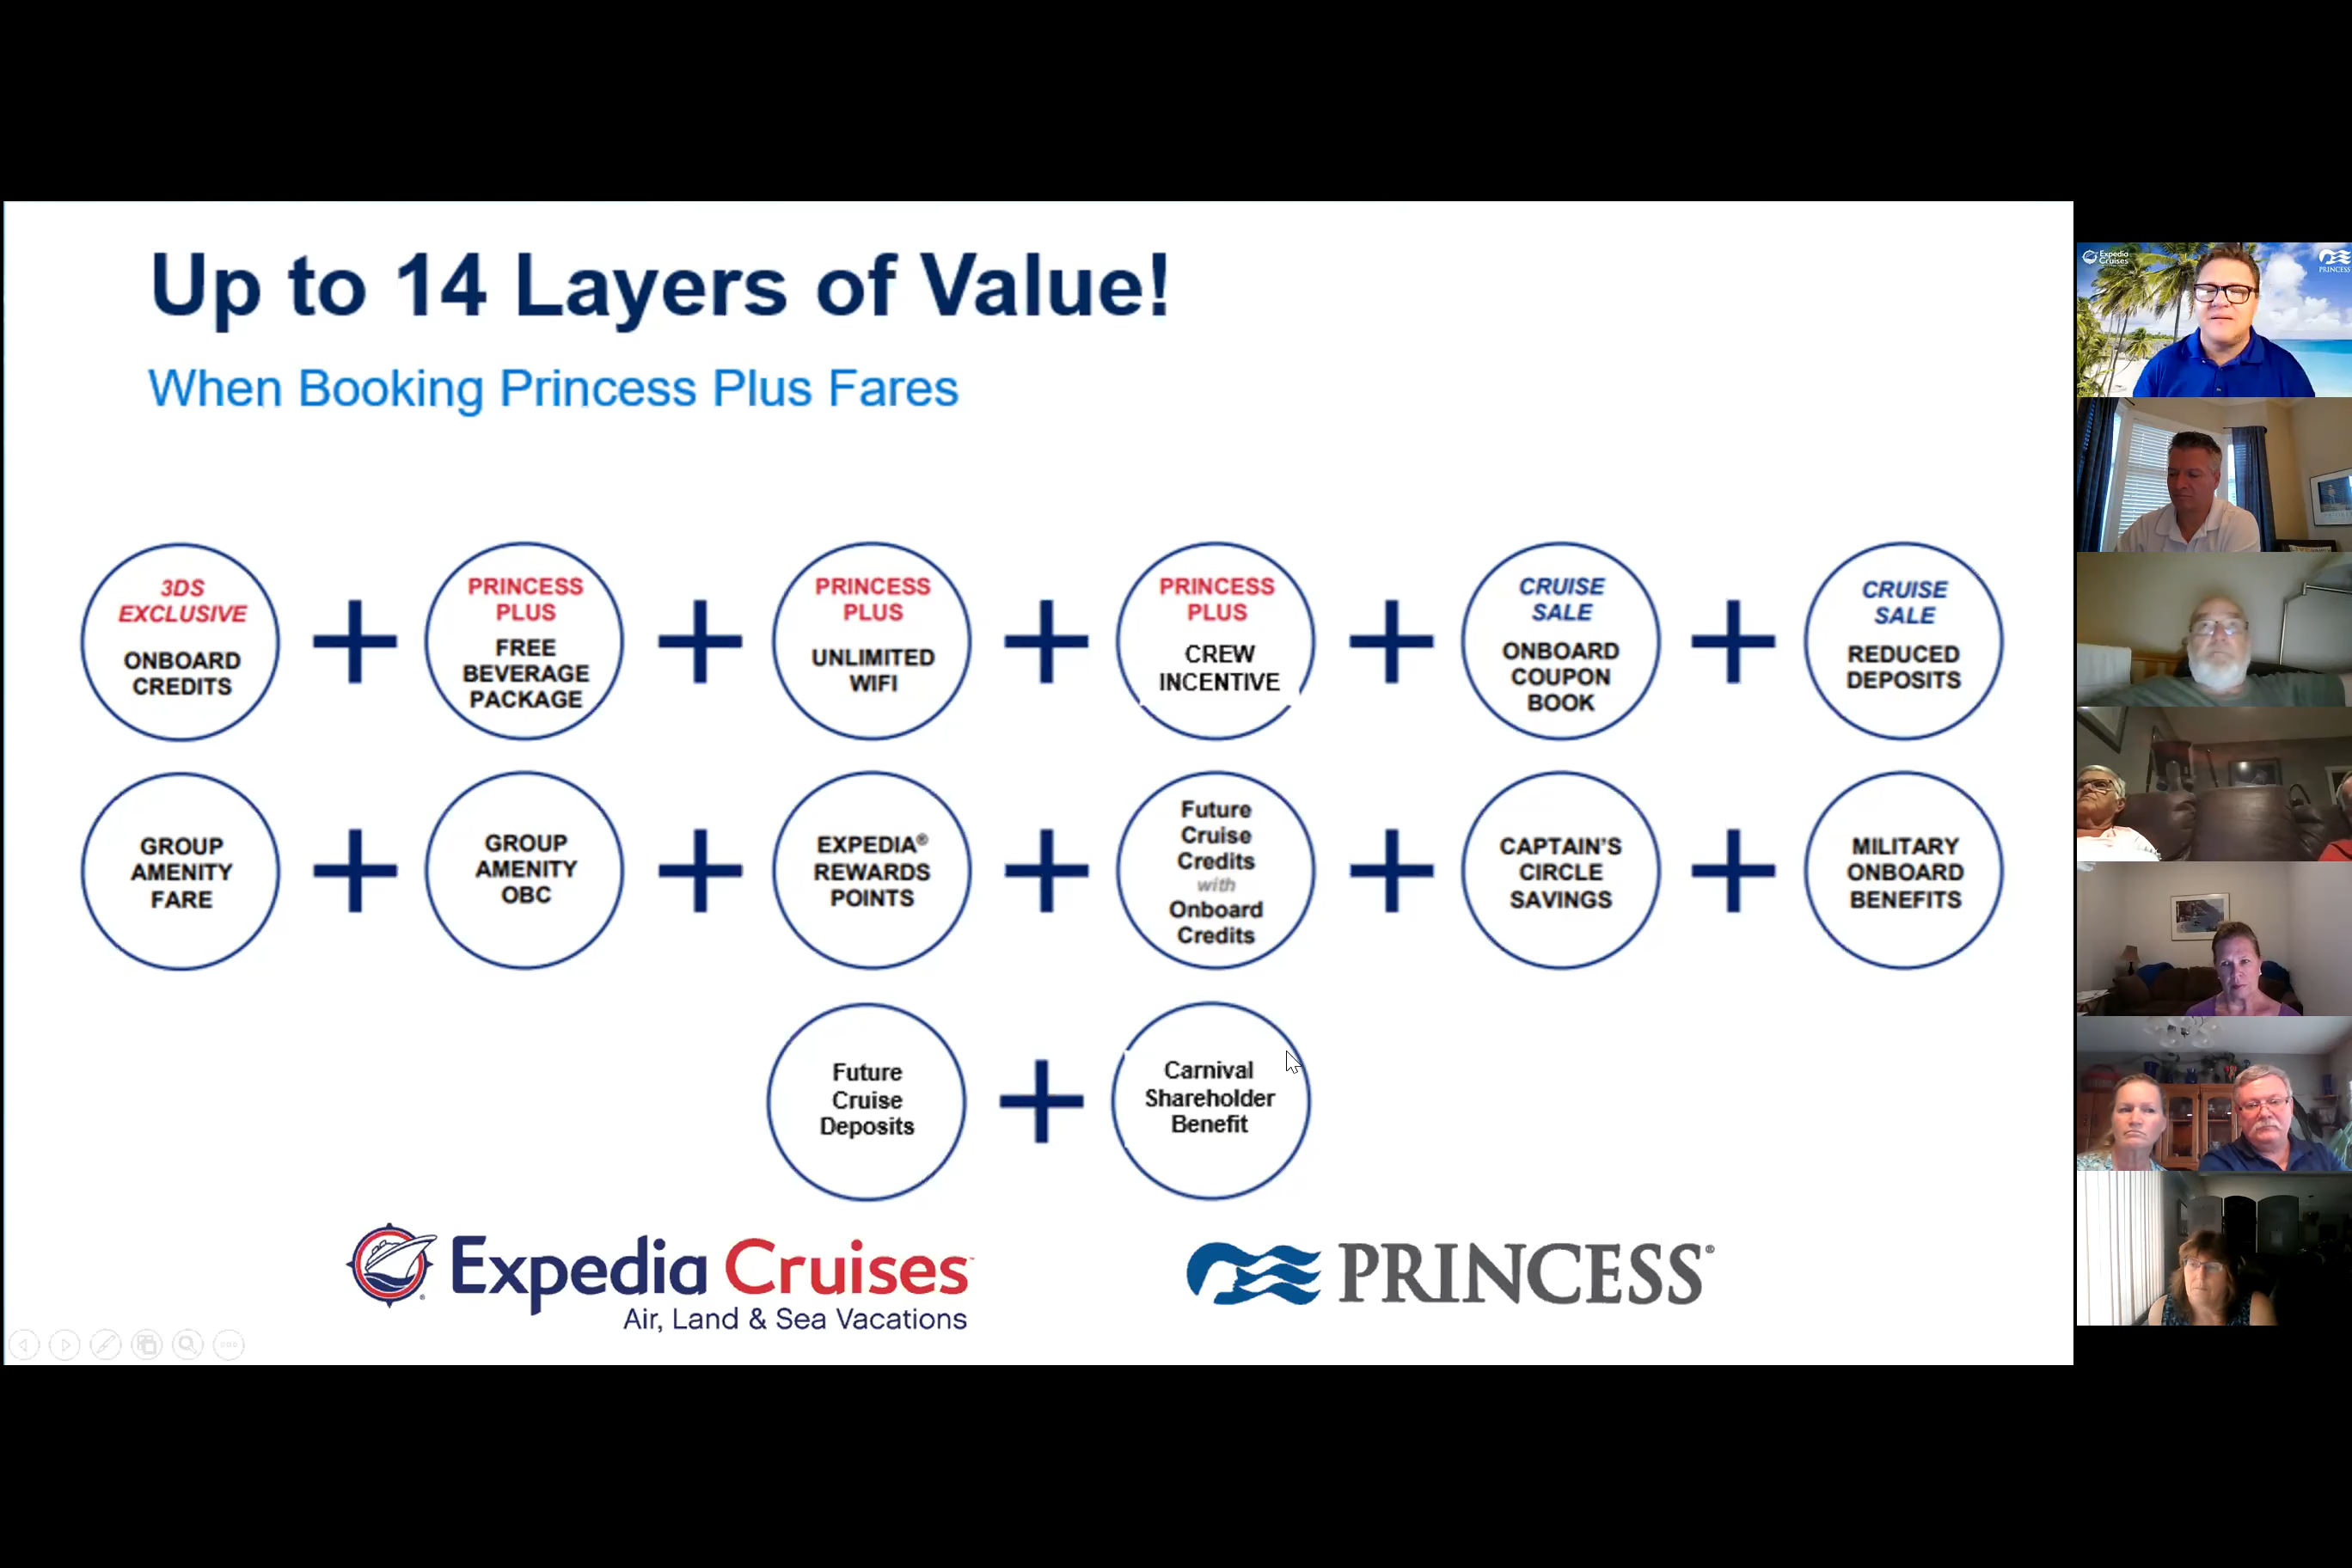 Up to 14 Layers of Value!
When Booking Princess Plus Fares
3DS
EXCLUSIVE
ONBOARD
CREDITS
PRINCESS
PLUS
FREE
BEVERAGE
PACKAGE
PRINCESS
PLUS
UNLIMITED
WIFI
PRINCESS
PLUS
CREW
INCENTIVE
CRUISE
SALE
ONBOARD
COUPON
BOOK
CRUISE
SALE
REDUCED
DEPOSITS
GROUP
AMENITY
FARE
GROUP
AMENITY
OBC
EXPEDIA®
REWARDS
POINTS
Future
Cruise
Credits
with
Onboard
Credits
CAPTAIN'S
CIRCLE
SAVINGS
MILITARY
ONBOARD
BENEFITS
Future
Cruise
Deposits
Carnival
Shareholder
Benefit
Expedia Cruises
Air, Land & Sea Vacations
PRINCESS®
Expedia
Cruises
PRINCESS